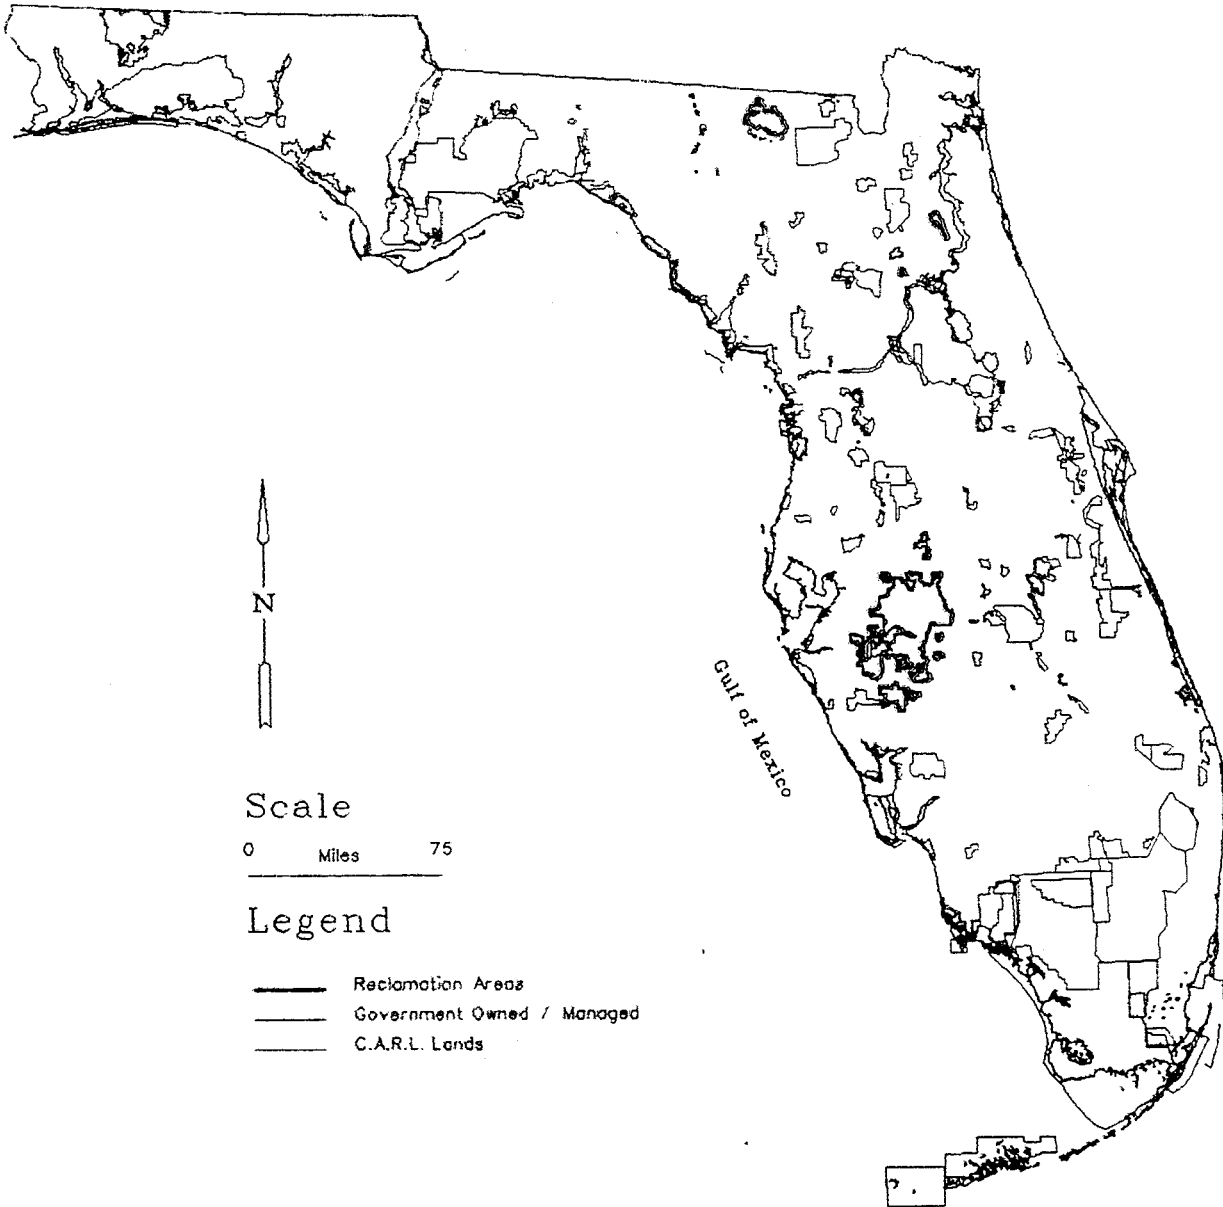 N
Gulf of Mexico
Scale
0 Miles 75
Legend
Reclamation Areas
Government Owned / Managed
C.A.R.L. Lands